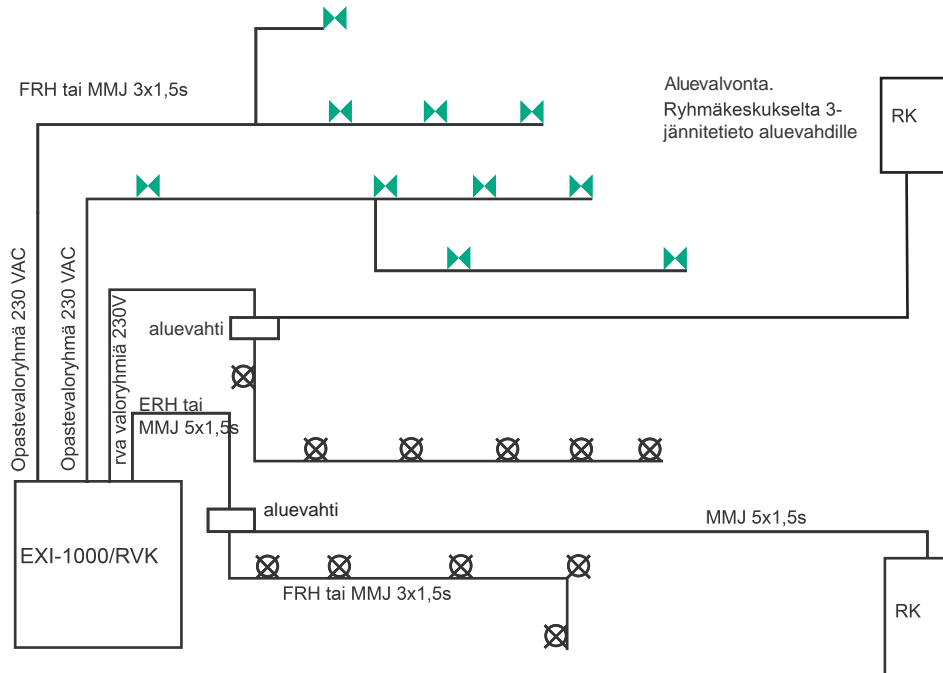 FRH tai MMJ 3x1,5s
Aluevalvonta.
Ryhmäkeskukselta 3-
jännitetieto aluevahdille
RK
Opastevaloryhmä 230 VAC
Opastevaloryhmä 230 VAC
rva valoryhmiä 230V
aluevahti
ERH tai
MMJ 5x1,5s
aluevahti
MMJ 5x1,5s
EXI-1000/RVK
FRH tai MMJ 3x1,5s
RK